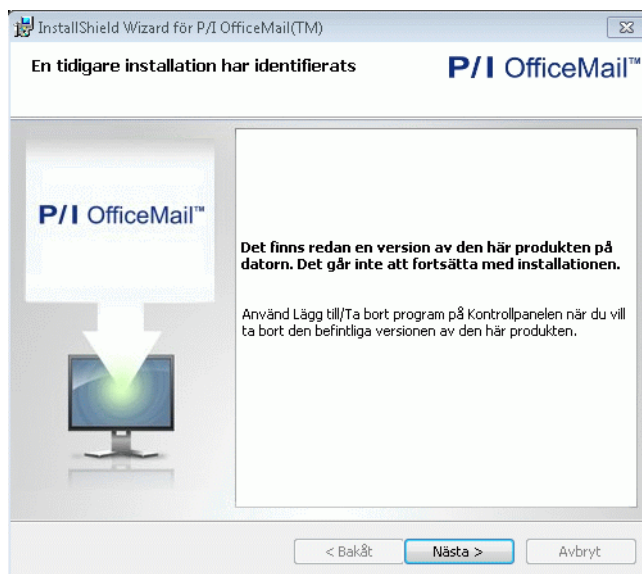 InstallShield Wizard för P/I OfficeMail(TM)
En tidigare installation har identifierats
P/I OfficeMail™
P/I OfficeMail™
Det finns redan en version av den här produkten på
datorn. Det går inte att fortsätta med installationen.
Använd Lägg till/Ta bort program på Kontrollpanelen när du vill
ta bort den befintliga versionen av den här produkten.
< Bakåt
Nästa >
Avbryt